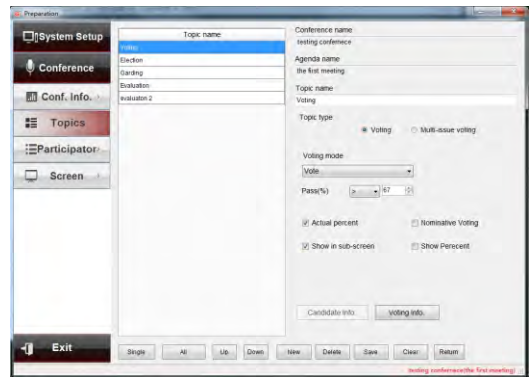 Preparation
System Setup
Conference
Conf. Info.
Topics
Participator
Screen
Exit
Topic name
Voting
Election
Garding
Evaluation
evaluaton 2
Conference name
testing confernece
Agenda name
the first meeting
Topic name
Voting
Topic type
Voting Multi-issue voting
Voting mode
Vote
Pass(%) > 67
Actual percent Nominative Voting
Show in sub-screen Show Perecent
Candidate Info. Voting Info.
Single All Up Down New Delete Save Clear Return
testing confernece(the first meeting)